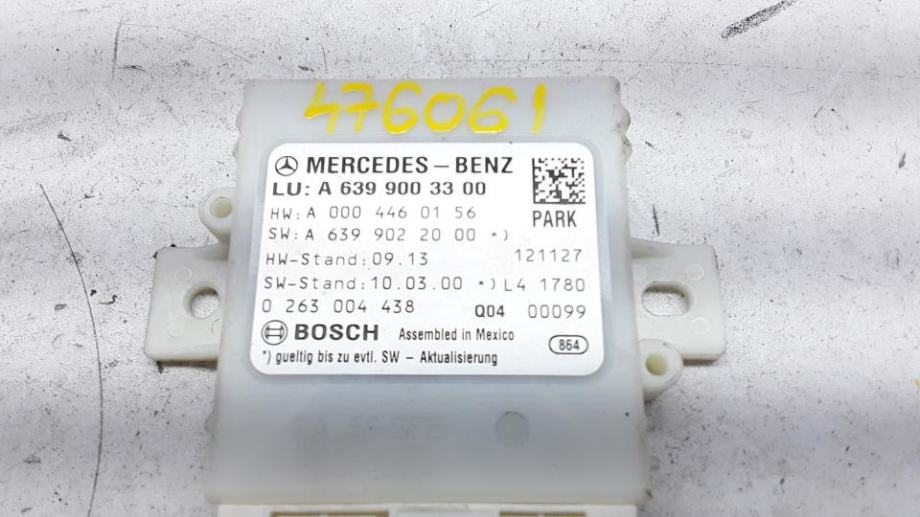 476061
MERCEDES-BENZ
LU: A 639 900 33 00
HW: A 000 446 01 56
PARK
SW: A 639 902 20 00 *)
HW-Stand: 09.13 121127
SW-Stand: 10.03.00 *) L4 1780
0 263 004 438 Q04 00099
BOSCH Assembled in Mexico 864
*) gueltig bis zu evtl. SW - Aktualisierung